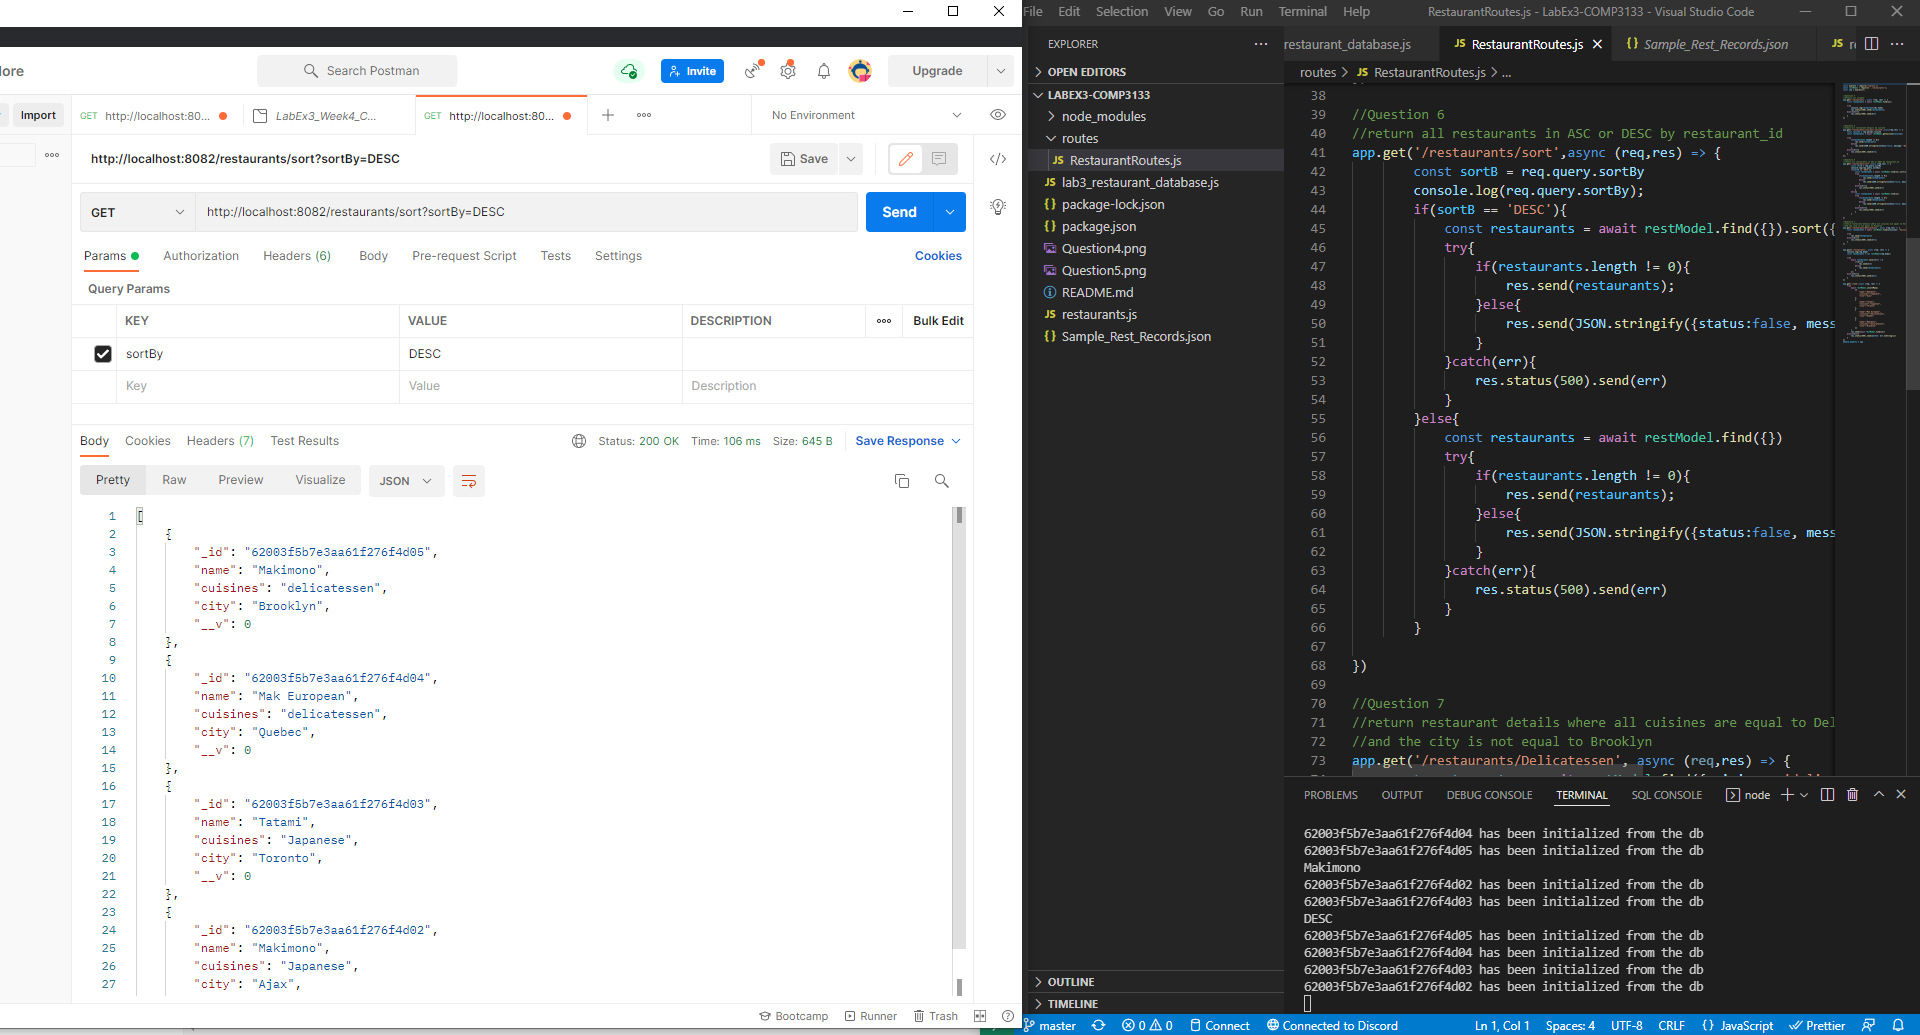 ore
Search Postman
Invite
Upgrade
Import
GET http://localhost:80...
LabEx3_Week4_C...
GET http://localhost:80...
No Environment
http://localhost:8082/restaurants/sort?sortBy=DESC
Save
GET
http://localhost:8082/restaurants/sort?sortBy=DESC
Send
Params
Authorization
Headers (6)
Body
Pre-request Script
Tests
Settings
Cookies
Query Params
KEY
VALUE
DESCRIPTION
Bulk Edit
sortBy
DESC
Key
Value
Description
Body
Cookies
Headers (7)
Test Results
Status: 200 OK
Time: 106 ms
Size: 645 B
Save Response
Pretty
Raw
Preview
Visualize
JSON
1 [
2 {
3 "_id": "62003f5b7e3aa61f276f4d05",
4 "name": "Makimono",
5 "cuisines": "delicatessen",
6 "city": "Brooklyn",
7 "__v": 0
8 },
9 {
10 "_id": "62003f5b7e3aa61f276f4d04",
11 "name": "Mak European",
12 "cuisines": "delicatessen",
13 "city": "Quebec",
14 "__v": 0
15 },
16 {
17 "_id": "62003f5b7e3aa61f276f4d03",
18 "name": "Tatami",
19 "cuisines": "Japanese",
20 "city": "Toronto",
21 "__v": 0
22 },
23 {
24 "_id": "62003f5b7e3aa61f276f4d02",
25 "name": "Makimono",
26 "cuisines": "Japanese",
27 "city": "Ajax",
Bootcamp
Runner
Trash
File Edit Selection View Go Run Terminal Help
RestaurantRoutes.js - LabEx3-COMP3133 - Visual Studio Code
EXPLORER
OPEN EDITORS
LABEX3-COMP3133
node_modules
routes
JS RestaurantRoutes.js
JS lab3_restaurant_database.js
{} package-lock.json
{} package.json
Question4.png
Question5.png
README.md
JS restaurants.js
{} Sample_Rest_Records.json
OUTLINE
TIMELINE
restaurant_database.js
JS RestaurantRoutes.js
{} Sample_Rest_Records.json
JS
routes > JS RestaurantRoutes.js > ...
38
39 //Question 6
40 //return all restaurants in ASC or DESC by restaurant_id
41 app.get('/restaurants/sort',async (req,res) => {
42 const sortB = req.query.sortBy
43 console.log(req.query.sortBy);
44 if(sortB == 'DESC'){
45 const restaurants = await restModel.find({}).sort({
46 try{
47 if(restaurants.length != 0){
48 res.send(restaurants);
49 }else{
50 res.send(JSON.stringify({status:false, mess
51 }
52 }catch(err){
53 res.status(500).send(err)
54 }
55 }else{
56 const restaurants = await restModel.find({})
57 try{
58 if(restaurants.length != 0){
59 res.send(restaurants);
60 }else{
61 res.send(JSON.stringify({status:false, mess
62 }
63 }catch(err){
64 res.status(500).send(err)
65 }
66 }
67
68 })
69
70 //Question 7
71 //return restaurant details where all cuisines are equal to Del
72 //and the city is not equal to Brooklyn
73 app.get('/restaurants/Delicatessen', async (req,res) => {
PROBLEMS
OUTPUT
DEBUG CONSOLE
TERMINAL
SQL CONSOLE
node
62003f5b7e3aa61f276f4d04 has been initialized from the db
62003f5b7e3aa61f276f4d05 has been initialized from the db
Makimono
62003f5b7e3aa61f276f4d02 has been initialized from the db
62003f5b7e3aa61f276f4d03 has been initialized from the db
DESC
62003f5b7e3aa61f276f4d05 has been initialized from the db
62003f5b7e3aa61f276f4d04 has been initialized from the db
62003f5b7e3aa61f276f4d03 has been initialized from the db
62003f5b7e3aa61f276f4d02 has been initialized from the db
master
0 0
Connect
Connected to Discord
Ln 1, Col 1
Spaces: 4
UTF-8
CRLF
{} JavaScript
Prettier